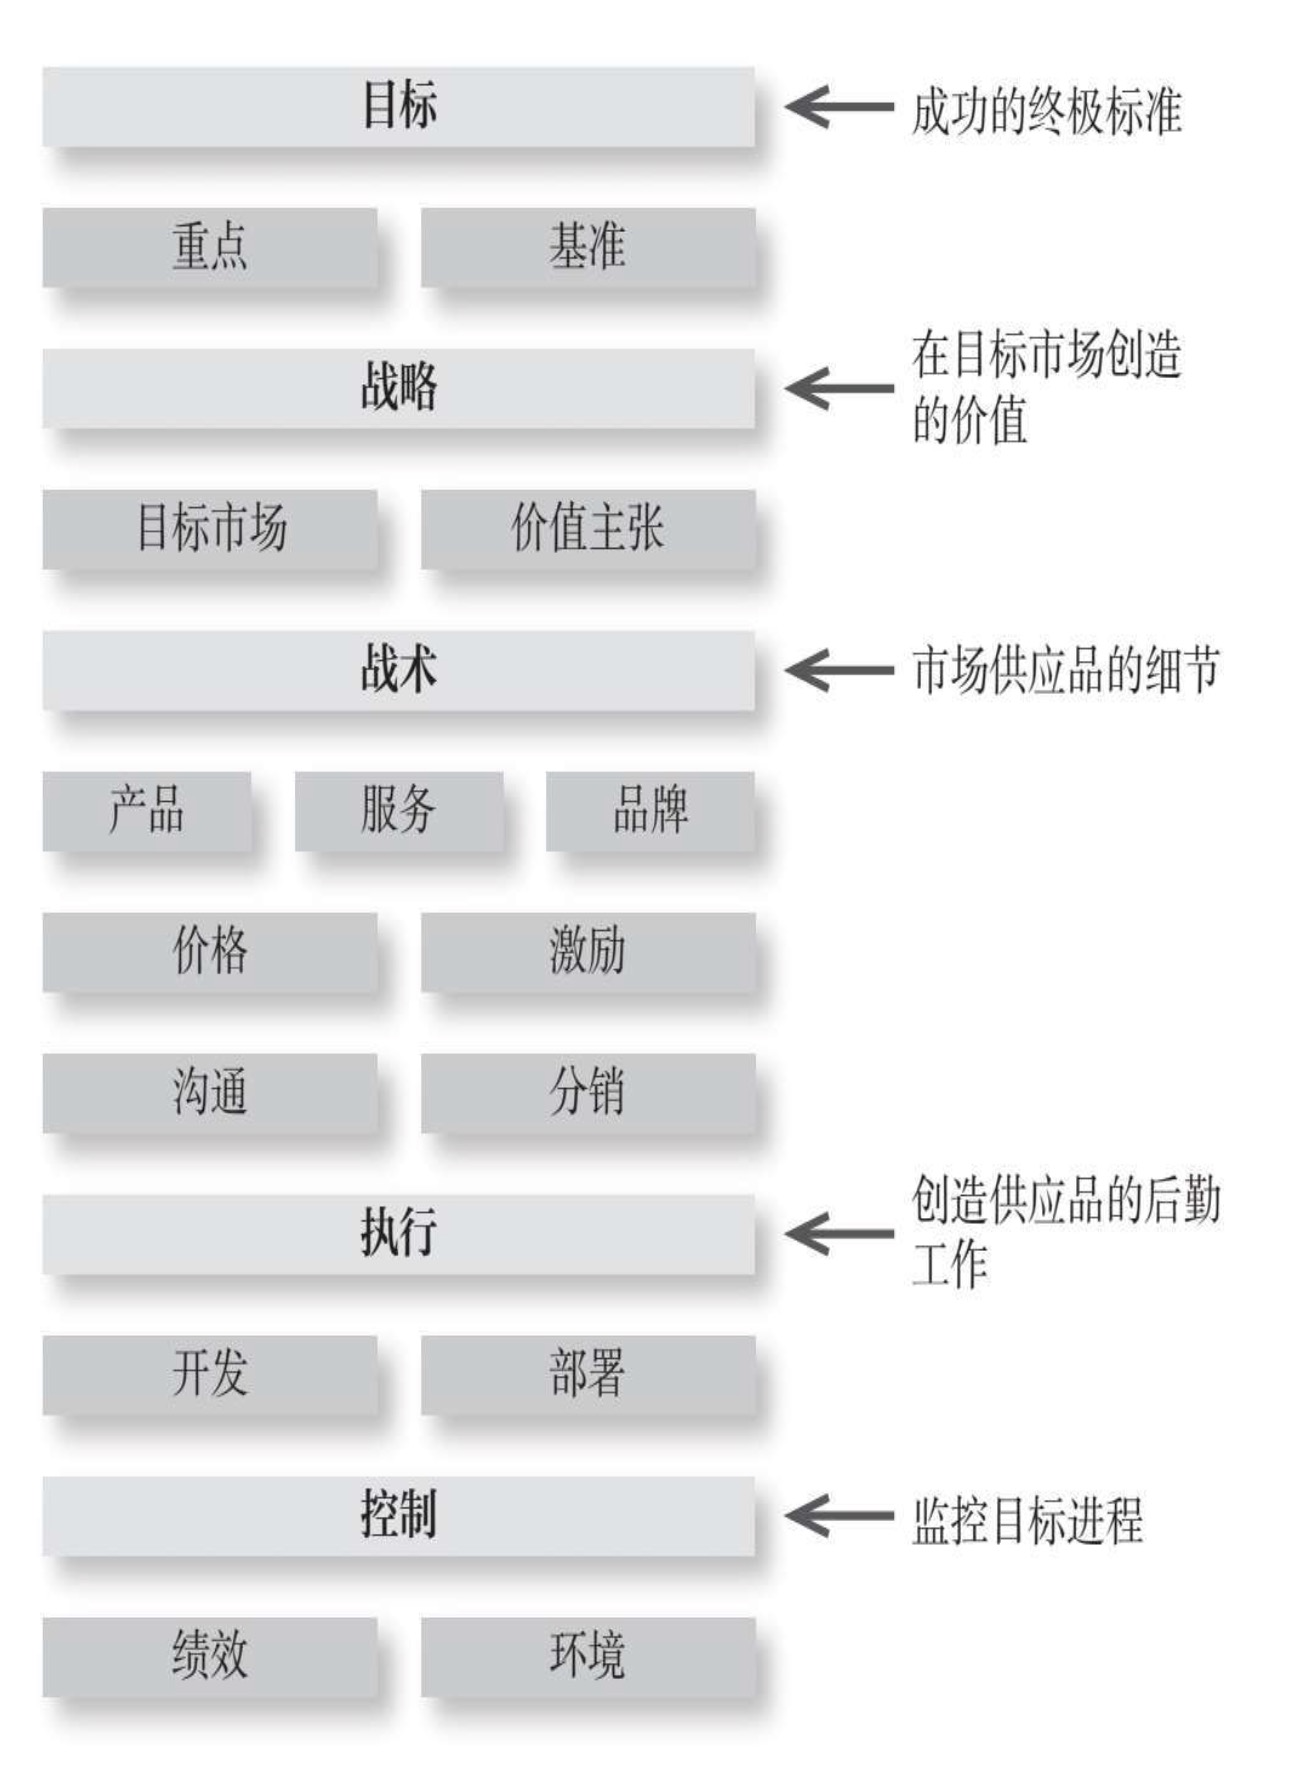 目标
成功的终极标准
重点
基准
战略
在目标市场创造
的价值
目标市场
价值主张
战术
市场供应品的细节
产品
服务
品牌
价格
激励
沟通
分销
执行
创造供应品的后勤
工作
开发
部署
控制
监控目标进程
绩效
环境